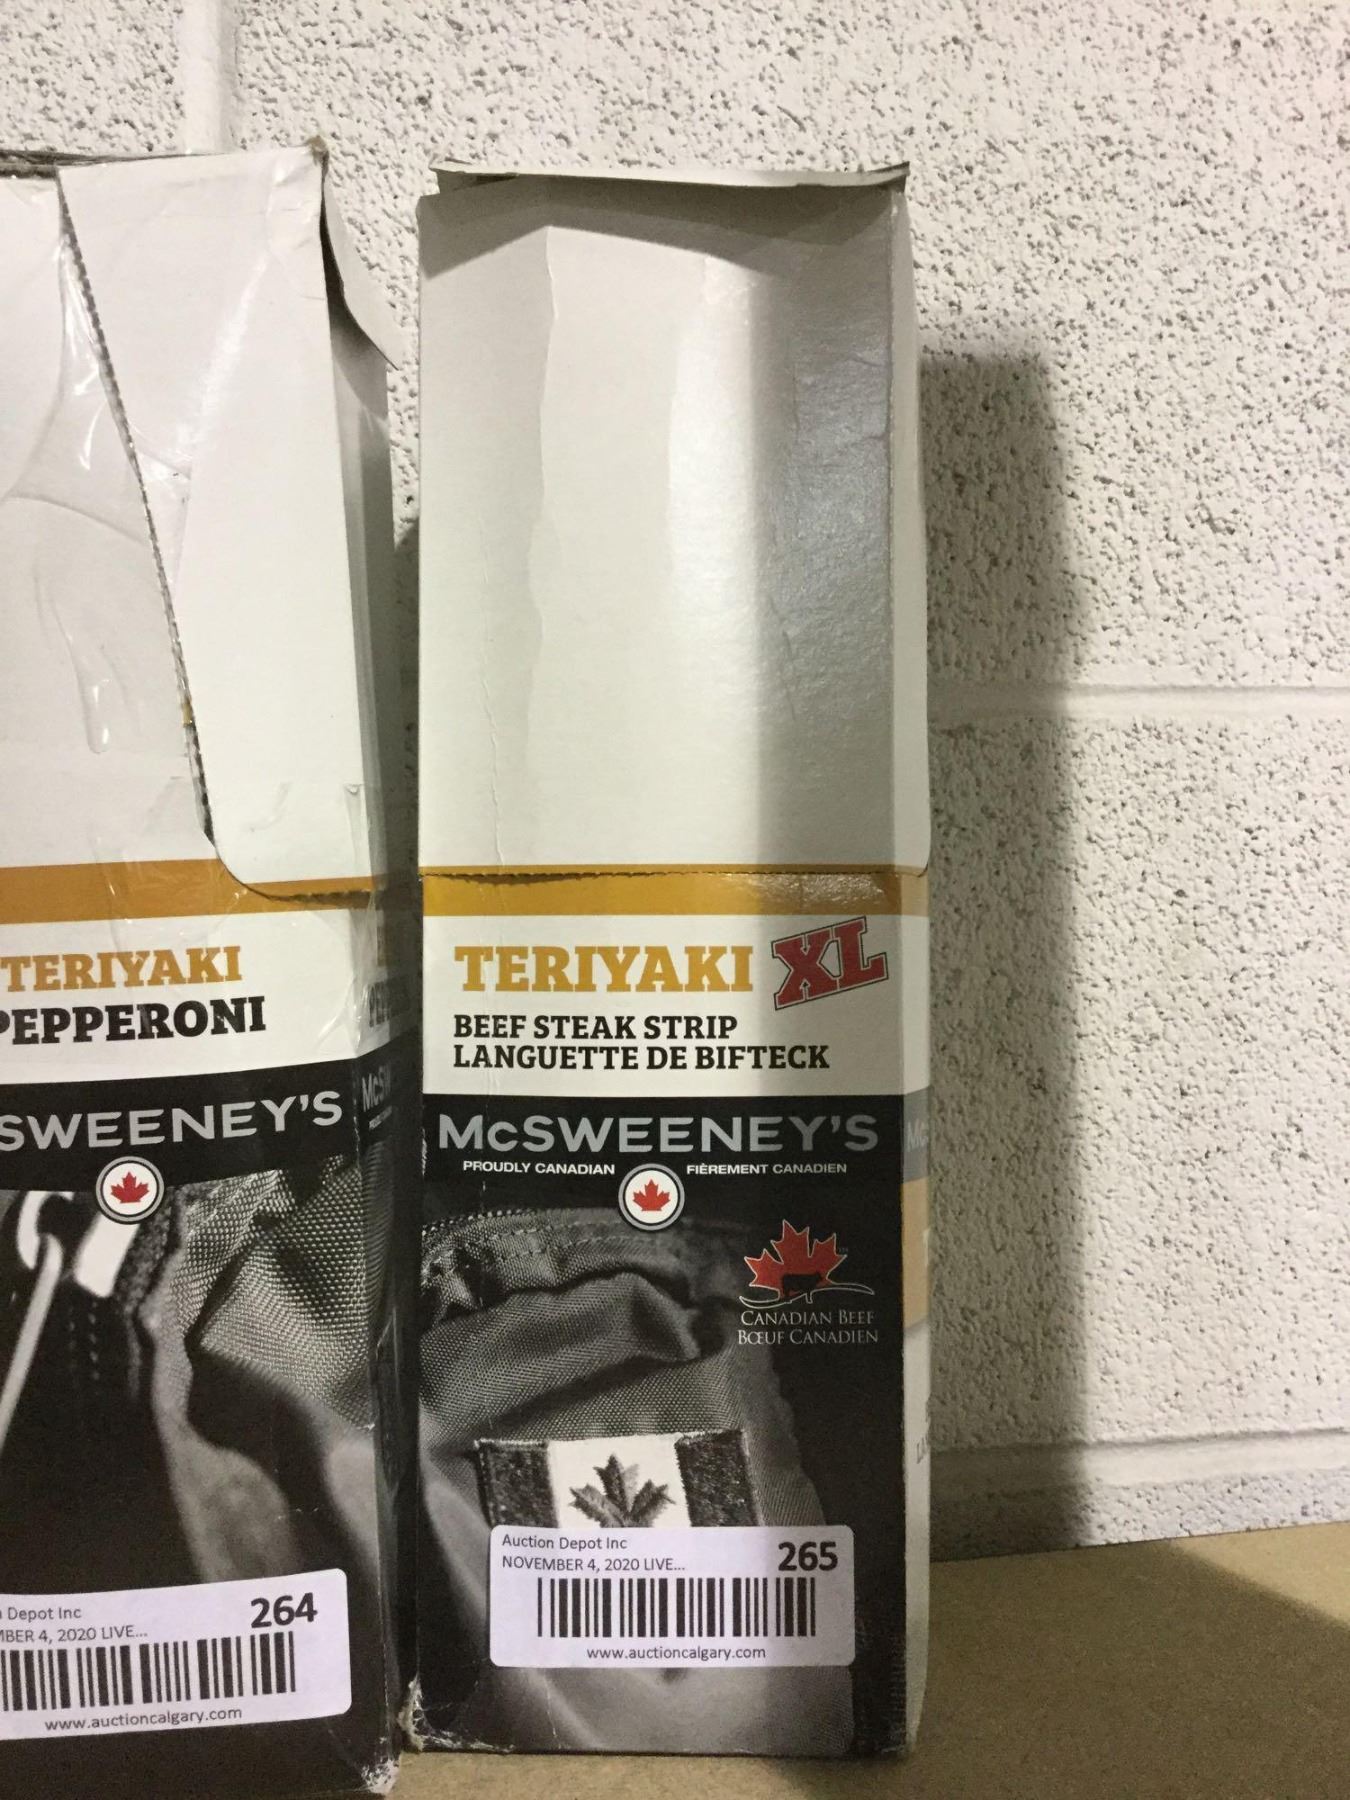 TERIYAKI
PEPPERONI
SWEENEY'S
Depot Inc
264
BER 4, 2020 LIVE...
www.auctioncalgary.com
TERIYAKI XL
BEEF STEAK STRIP
LANGUETTE DE BIFTECK
McSWEENEY'S
PROUDLY CANADIAN FIÈREMENT CANADIEN
CANADIAN BEEF
BŒUF CANADIEN
Auction Depot Inc
265
NOVEMBER 4, 2020 LIVE...
www.auctioncalgary.com